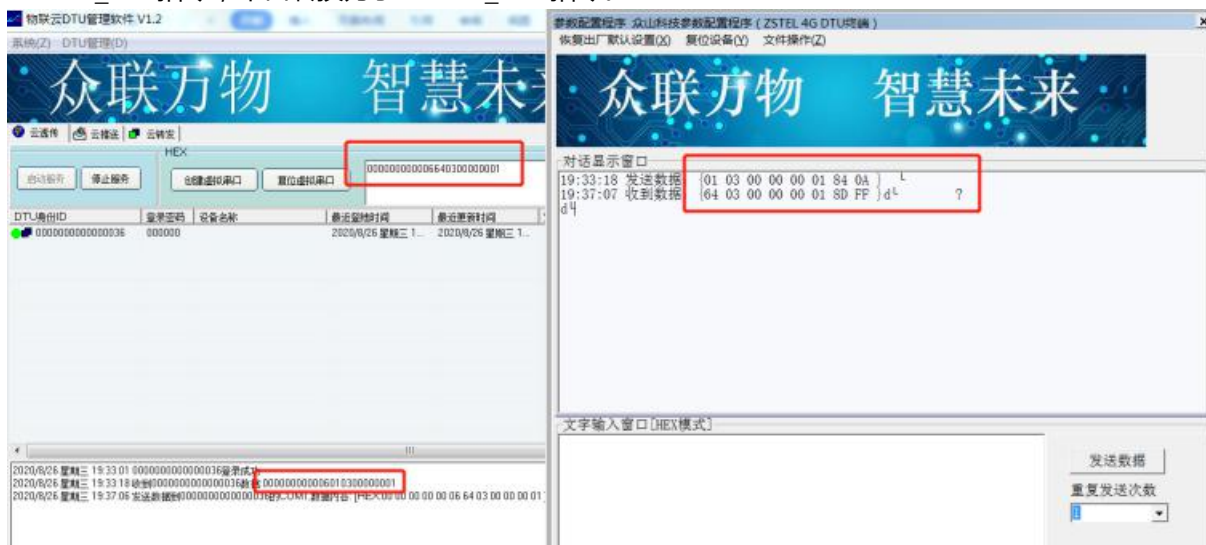 物联云DTU管理软件 V1.2
系统(Z) DTU管理(D)
众联万物 智慧未来
云透传 云推送 云转发
HEX
启动服务 停止服务 创建虚拟串口 复位虚拟串口
000000000006640300000001
DTU身份ID 登录密码 设备名称 最近登陆时间 最近更新时间
0000000000000036 000000 2020/8/26 星期三 1... 2020/8/26 星期三 1...
2020/8/26 星期三 19:33:01 0000000000000036登录成功
2020/8/26 星期三 19:33:18 收到0000000000000036数据:000000000006010300000001
2020/8/26 星期三 19:37:06 发送数据到0000000000000036的COM1 数据内容 [HEX:00 00 00 00 00 06 64 03 00 00 00 01
参数配置程序 众山科技参数配置程序 ( ZSTEL 4G DTU终端 )
恢复出厂默认设置(X) 复位设备(Y) 文件操作(Z)
众联万物 智慧未来
对话显示窗口
19:33:18 发送数据 [01 03 00 00 00 01 84 0A ] └
19:37:07 收到数据 [64 03 00 00 00 01 8D FF ]d└ ?
d┘
文字输入窗口[HEX模式]
发送数据
重复发送次数
1